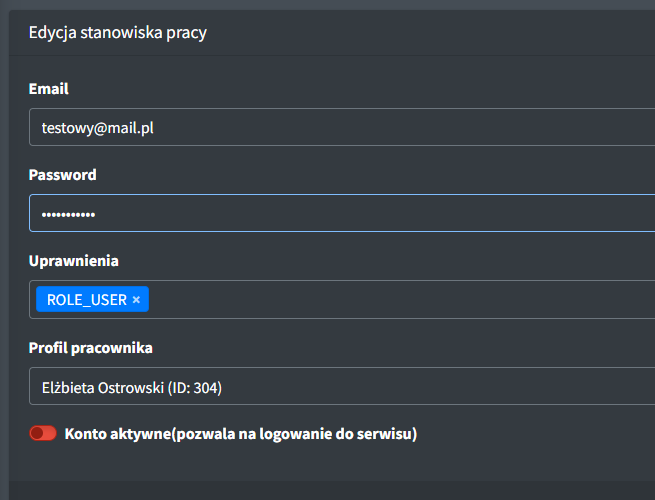 Edycja stanowiska pracy
Email
testowy@mail.pl
Password
•••••••••••
Uprawnienia
ROLE_USER ×
Profil pracownika
Elżbieta Ostrowski (ID: 304)
Konto aktywne(pozwala na logowanie do serwisu)